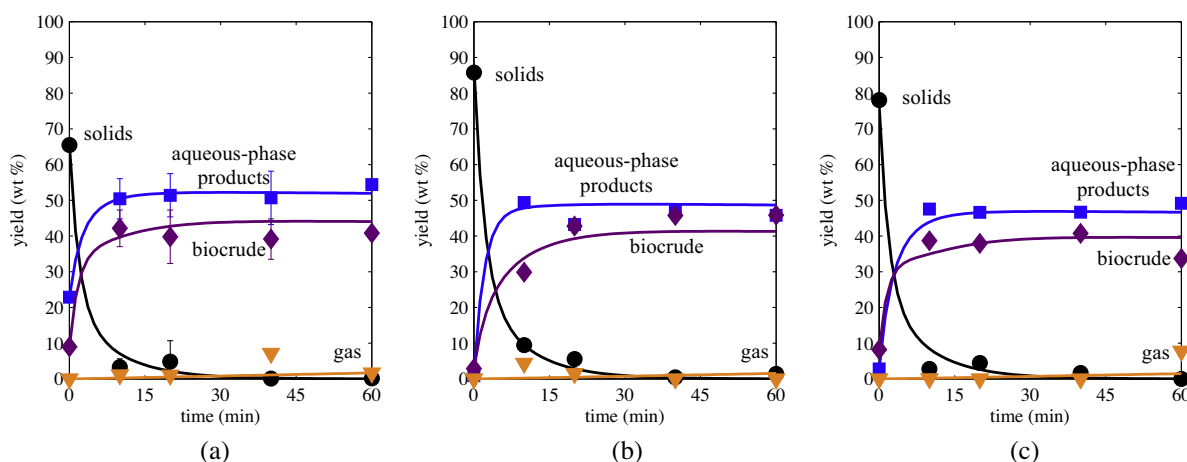 100
90
80
70
60
50
40
30
20
10
0
yield (wt %)
solids
aqueous-phase
products
biocrude
gas
0 15 30 45 60
time (min)
(a)
100
90
80
70
60
50
40
30
20
10
0
yield (wt %)
solids
aqueous-phase
products
biocrude
gas
0 15 30 45 60
time (min)
(b)
100
90
80
70
60
50
40
30
20
10
0
yield (wt %)
solids
aqueous-phase
products
biocrude
gas
0 15 30 45 60
time (min)
(c)